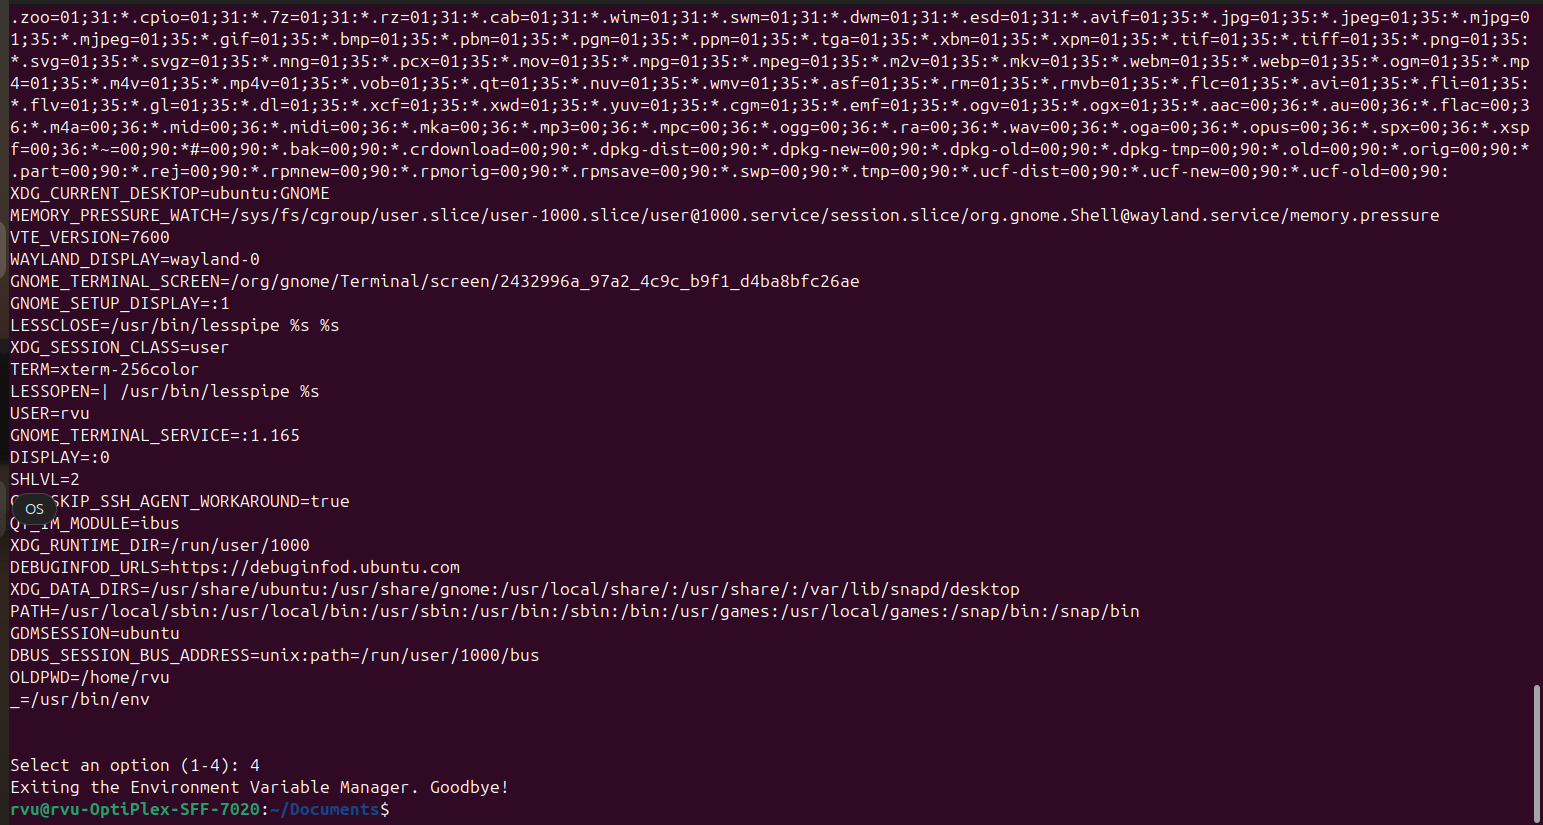 .zoo=01;31:*.cpio=01;31:*.7z=01;31:*.rz=01;31:*.cab=01;31:*.wim=01;31:*.swm=01;31:*.dwm=01;31:*.esd=01;31:*.avif=01;35:*.jpg=01;35:*.jpeg=01;35:*.mjpg=0
1;35:*.mjpeg=01;35:*.gif=01;35:*.bmp=01;35:*.pbm=01;35:*.pgm=01;35:*.ppm=01;35:*.tga=01;35:*.xbm=01;35:*.xpm=01;35:*.tif=01;35:*.tiff=01;35:*.png=01;35:
*.svg=01;35:*.svgz=01;35:*.mng=01;35:*.pcx=01;35:*.mov=01;35:*.mpg=01;35:*.mpeg=01;35:*.m2v=01;35:*.mkv=01;35:*.webm=01;35:*.webp=01;35:*.ogm=01;35:*.mp
4=01;35:*.m4v=01;35:*.mp4v=01;35:*.vob=01;35:*.qt=01;35:*.nuv=01;35:*.wmv=01;35:*.asf=01;35:*.rm=01;35:*.rmvb=01;35:*.flc=01;35:*.avi=01;35:*.fli=01;35:
*.flv=01;35:*.gl=01;35:*.dl=01;35:*.xcf=01;35:*.xwd=01;35:*.yuv=01;35:*.cgm=01;35:*.emf=01;35:*.ogv=01;35:*.ogx=01;35:*.aac=00;36:*.au=00;36:*.flac=00;3
6:*.m4a=00;36:*.mid=00;36:*.midi=00;36:*.mka=00;36:*.mp3=00;36:*.mpc=00;36:*.ogg=00;36:*.ra=00;36:*.wav=00;36:*.oga=00;36:*.opus=00;36:*.spx=00;36:*.xsp
f=00;36:*~=00;90:*#=00;90:*.bak=00;90:*.crdownload=00;90:*.dpkg-dist=00;90:*.dpkg-new=00;90:*.dpkg-old=00;90:*.dpkg-tmp=00;90:*.old=00;90:*.orig=00;90:*
.part=00;90:*.rej=00;90:*.rpmnew=00;90:*.rpmorig=00;90:*.rpmsave=00;90:*.swp=00;90:*.tmp=00;90:*.ucf-dist=00;90:*.ucf-new=00;90:*.ucf-old=00;90:
XDG_CURRENT_DESKTOP=ubuntu:GNOME
MEMORY_PRESSURE_WATCH=/sys/fs/cgroup/user.slice/user-1000.slice/user@1000.service/session.slice/org.gnome.Shell@wayland.service/memory.pressure
VTE_VERSION=7600
WAYLAND_DISPLAY=wayland-0
GNOME_TERMINAL_SCREEN=/org/gnome/Terminal/screen/2432996a_97a2_4c9c_b9f1_d4ba8bfc26ae
GNOME_SETUP_DISPLAY=:1
LESSCLOSE=/usr/bin/lesspipe %s %s
XDG_SESSION_CLASS=user
TERM=xterm-256color
LESSOPEN=| /usr/bin/lesspipe %s
USER=rvu
GNOME_TERMINAL_SERVICE=:1.165
DISPLAY=:0
SHLVL=2
SKIP_SSH_AGENT_WORKAROUND=true
OS
QT_IM_MODULE=ibus
XDG_RUNTIME_DIR=/run/user/1000
DEBUGINFOD_URLS=https://debuginfod.ubuntu.com
XDG_DATA_DIRS=/usr/share/ubuntu:/usr/share/gnome:/usr/local/share/:/usr/share/:/var/lib/snapd/desktop
PATH=/usr/local/sbin:/usr/local/bin:/usr/sbin:/usr/bin:/sbin:/bin:/usr/games:/usr/local/games:/snap/bin:/snap/bin
GDMSESSION=ubuntu
DBUS_SESSION_BUS_ADDRESS=unix:path=/run/user/1000/bus
OLDPWD=/home/rvu
_=/usr/bin/env
Select an option (1-4): 4
Exiting the Environment Variable Manager. Goodbye!
rvu@rvu-OptiPlex-SFF-7020:~/Documents$